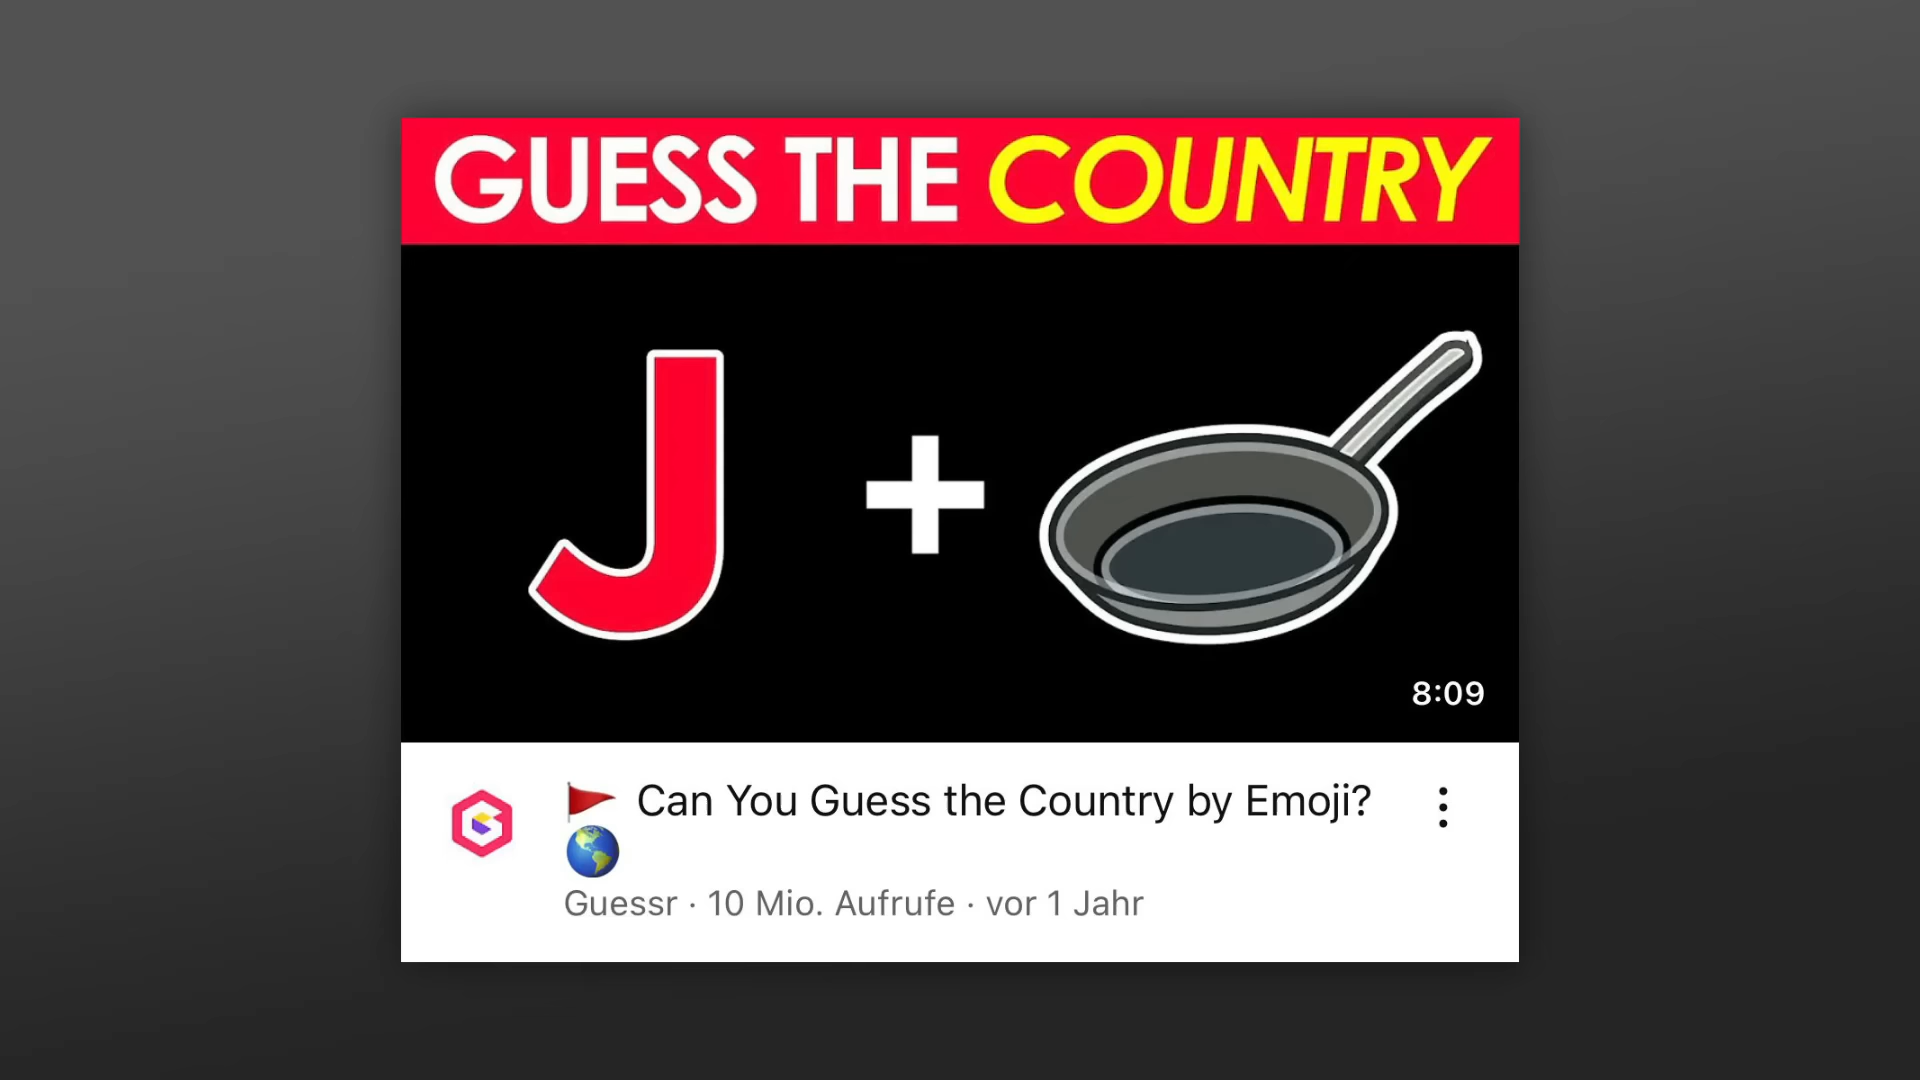 GUESS THE COUNTRY
J +
8:09
🚩 Can You Guess the Country by Emoji?
🌎
Guessr · 10 Mio. Aufrufe · vor 1 Jahr